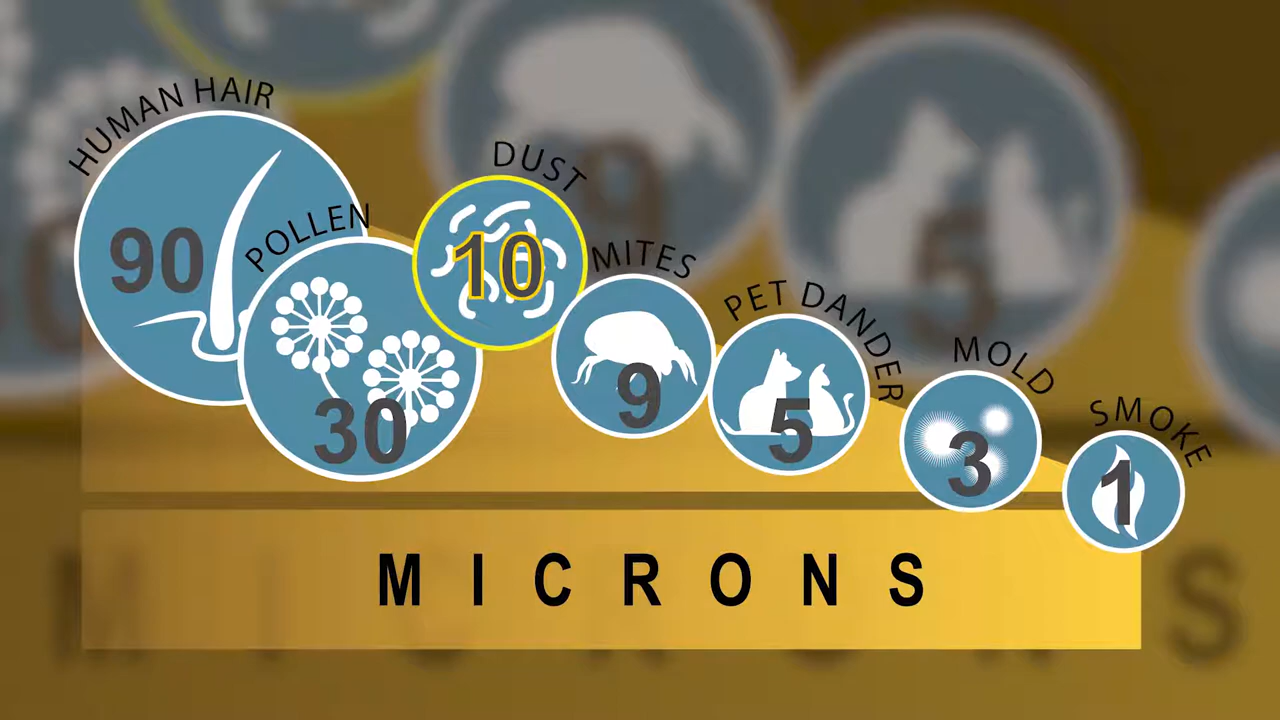 HUMAN HAIR
90
POLLEN
30
DUST
10
MITES
9
PET DANDER
5
MOLD
3
SMOKE
1
MICRONS